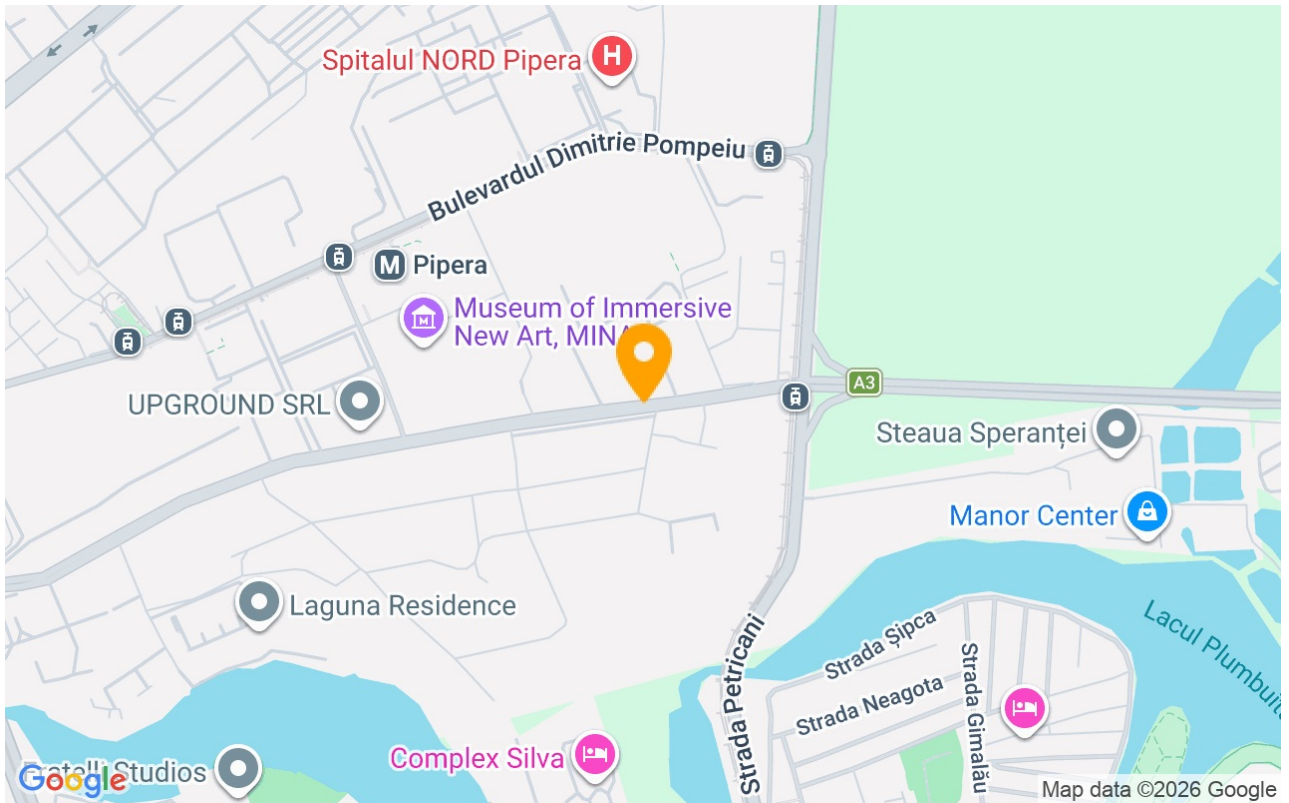 Spitalul NORD Pipera
H
Bulevardul Dimitrie Pompeiu
M Pipera
Museum of Immersive
New Art, MINA
UPGROUND SRL
A3
Steaua Speranței
Manor Center
Laguna Residence
Lacul Plumbuita
Strada Șipca
Strada Neagota
Strada Gimalău
Strada Petricani
Complex Silva
Fratelli Studios
Google
Map data ©2026 Google